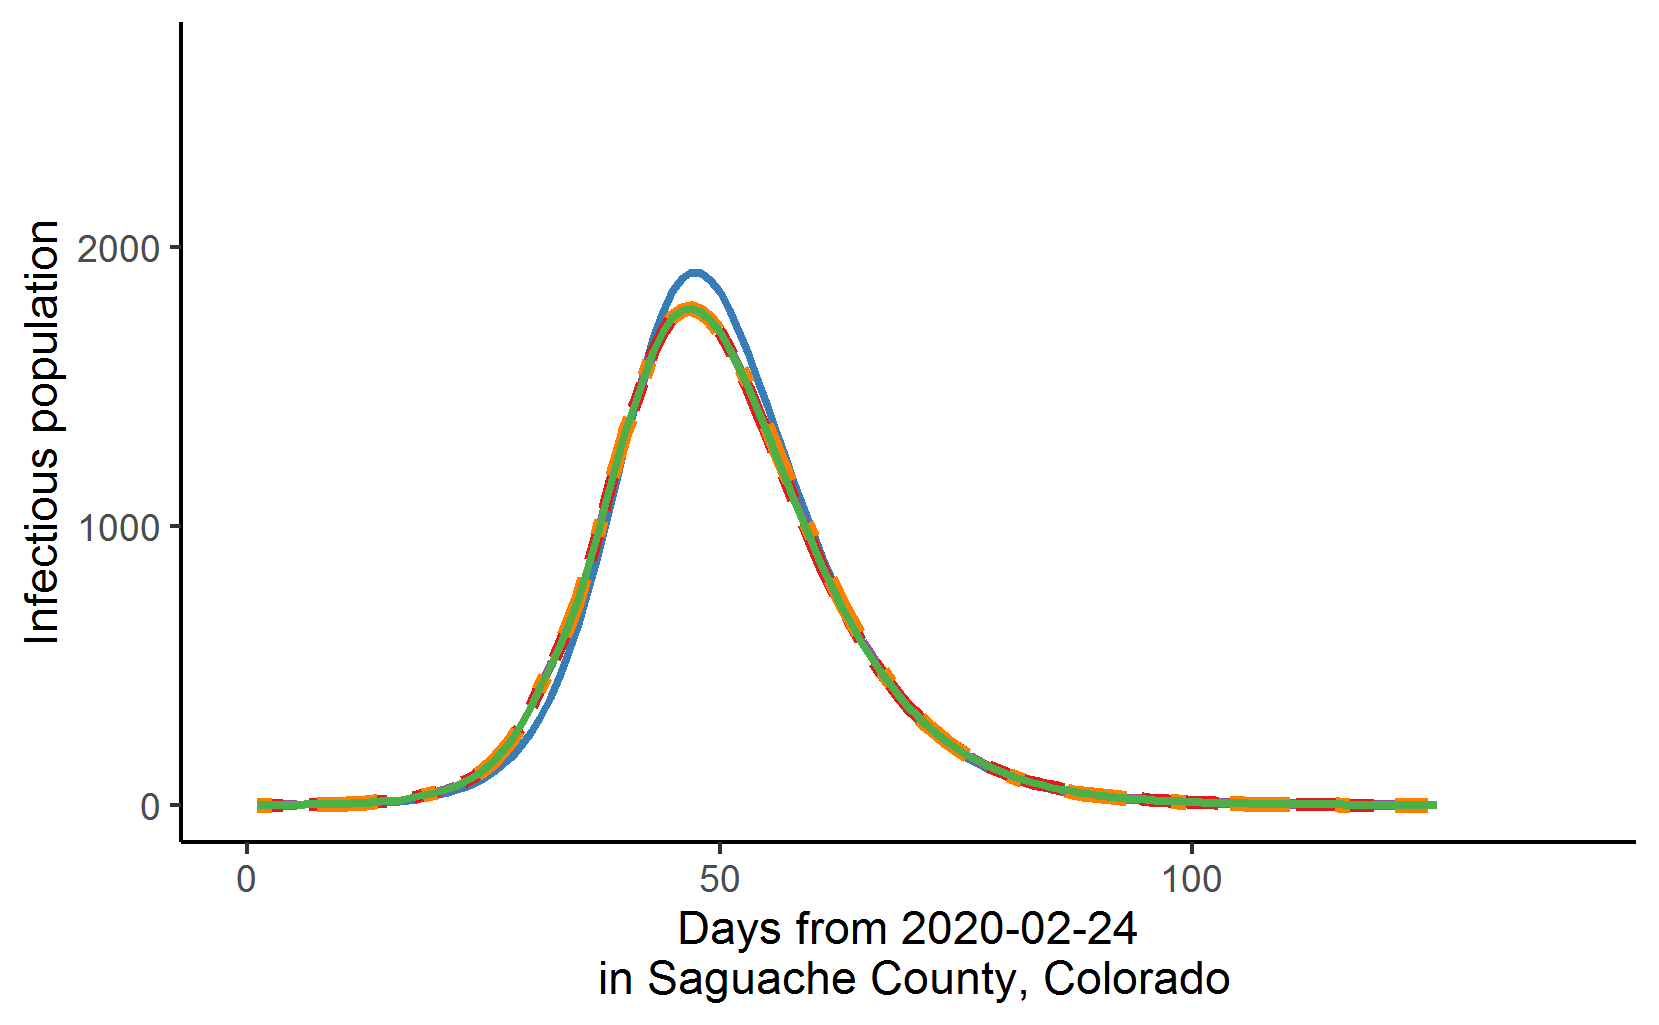 Infectious population
2000
1000
0
0 50 100
Days from 2020-02-24
in Saguache County, Colorado